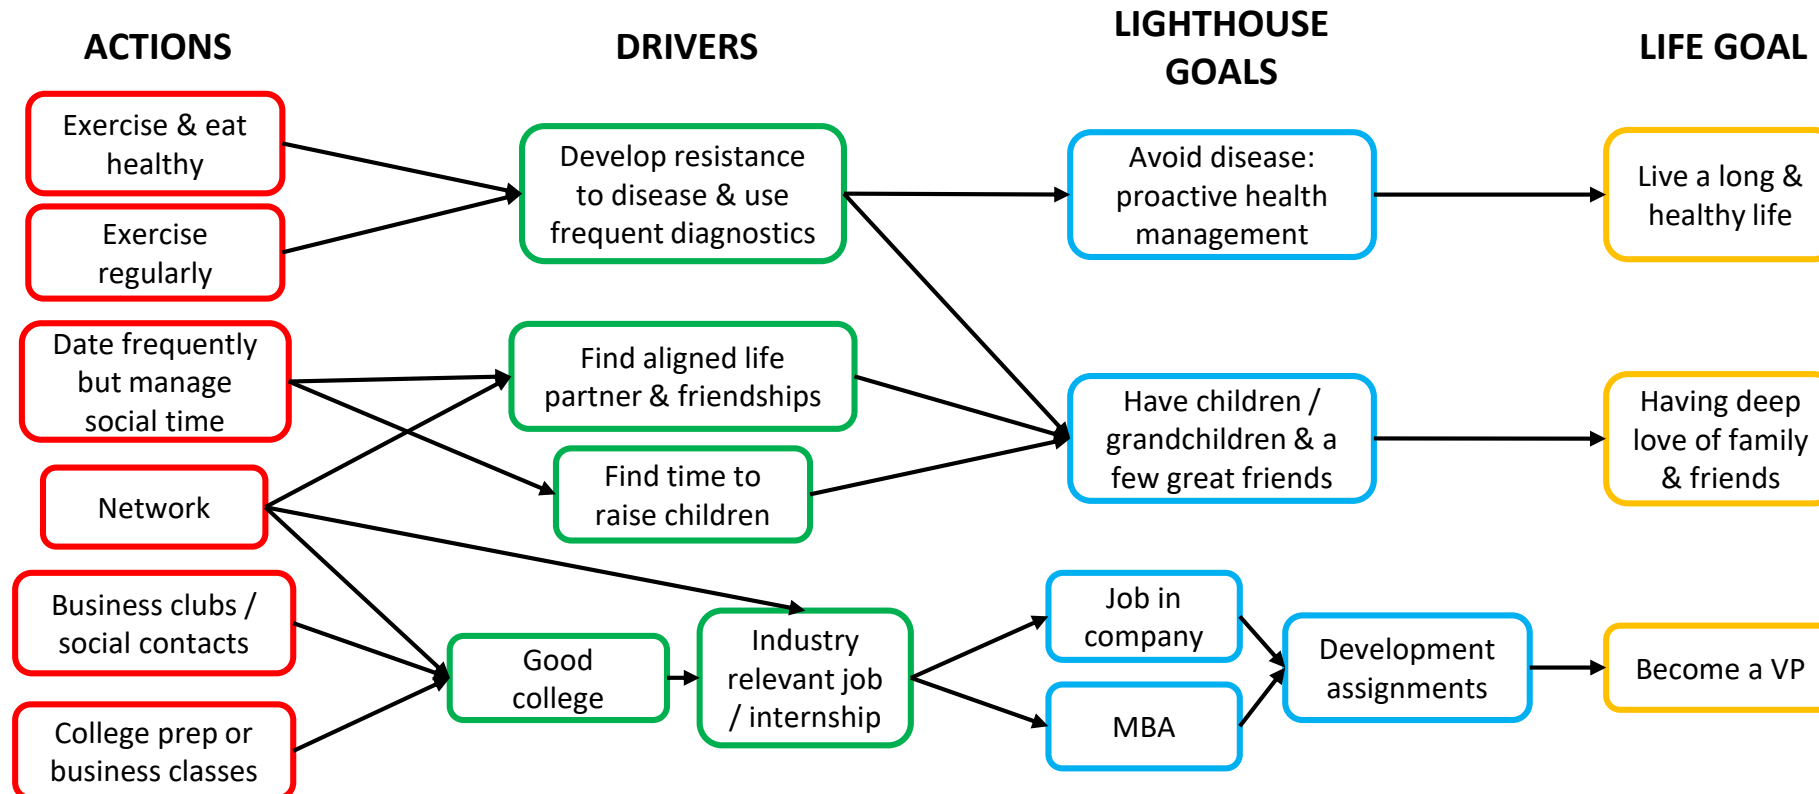 ACTIONS
DRIVERS
LIGHTHOUSE
GOALS
LIFE GOAL
Exercise & eat
healthy
Exercise
regularly
Date frequently
but manage
social time
Network
Business clubs /
social contacts
College prep or
business classes
Develop resistance
to disease & use
frequent diagnostics
Find aligned life
partner & friendships
Find time to
raise children
Good
college
Industry
relevant job
/ internship
Avoid disease:
proactive health
management
Have children /
grandchildren & a
few great friends
Job in
company
MBA
Development
assignments
Live a long &
healthy life
Having deep
love of family
& friends
Become a VP